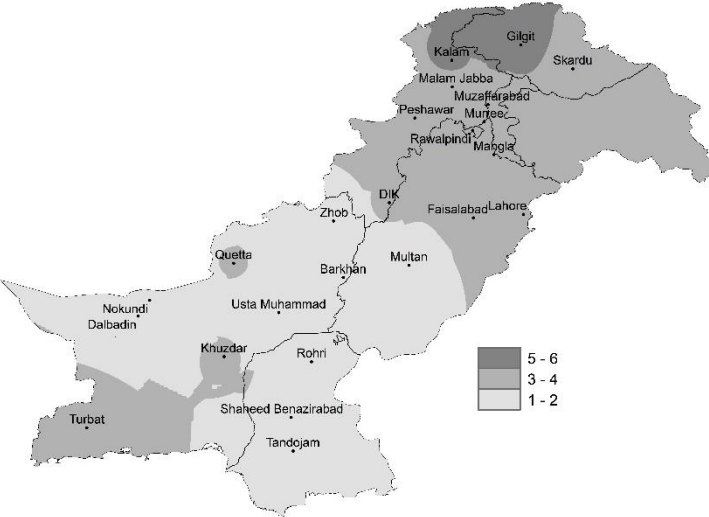 Gilgit
Kalam
Skardu
Malam Jabba
Muzaffarabad
Peshawar
Murree
Rawalpindi
Mangla
DIK
Zhob
Faisalabad
Lahore
Quetta
Barkhan
Multan
Nokundi
Usta Muhammad
Dalbadin
Khuzdar
Rohri
5 - 6
3 - 4
1 - 2
Shaheed Benazirabad
Turbat
Tandojam